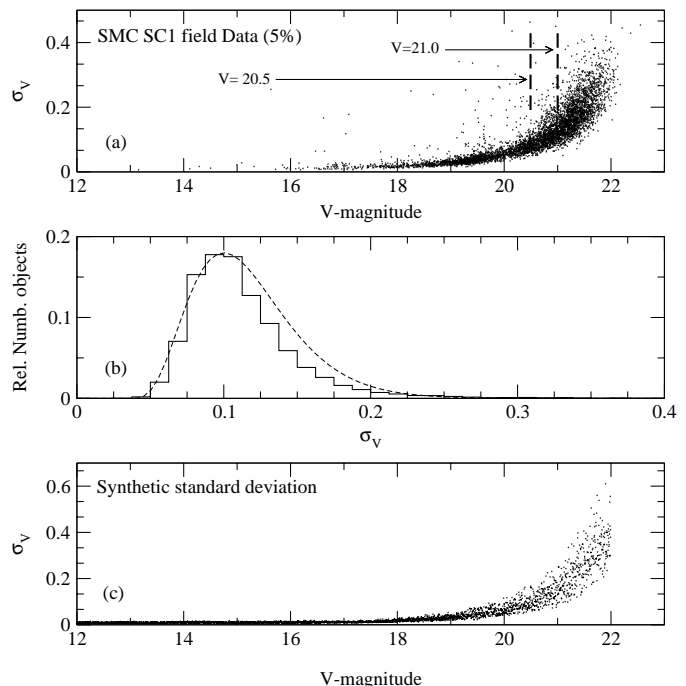 SMC SC1 field Data (5%)
V=21.0
V= 20.5
(a)
σV
0.4
0.2
0
12 14 16 18 20 22
V-magnitude
Rel. Numb. objects
0.2
0.1
0
(b)
0 0.1 0.2 0.3 0.4
σV
Synthetic standard deviation
σV
0.6
0.4
0.2
0
(c)
12 14 16 18 20 22
V-magnitude